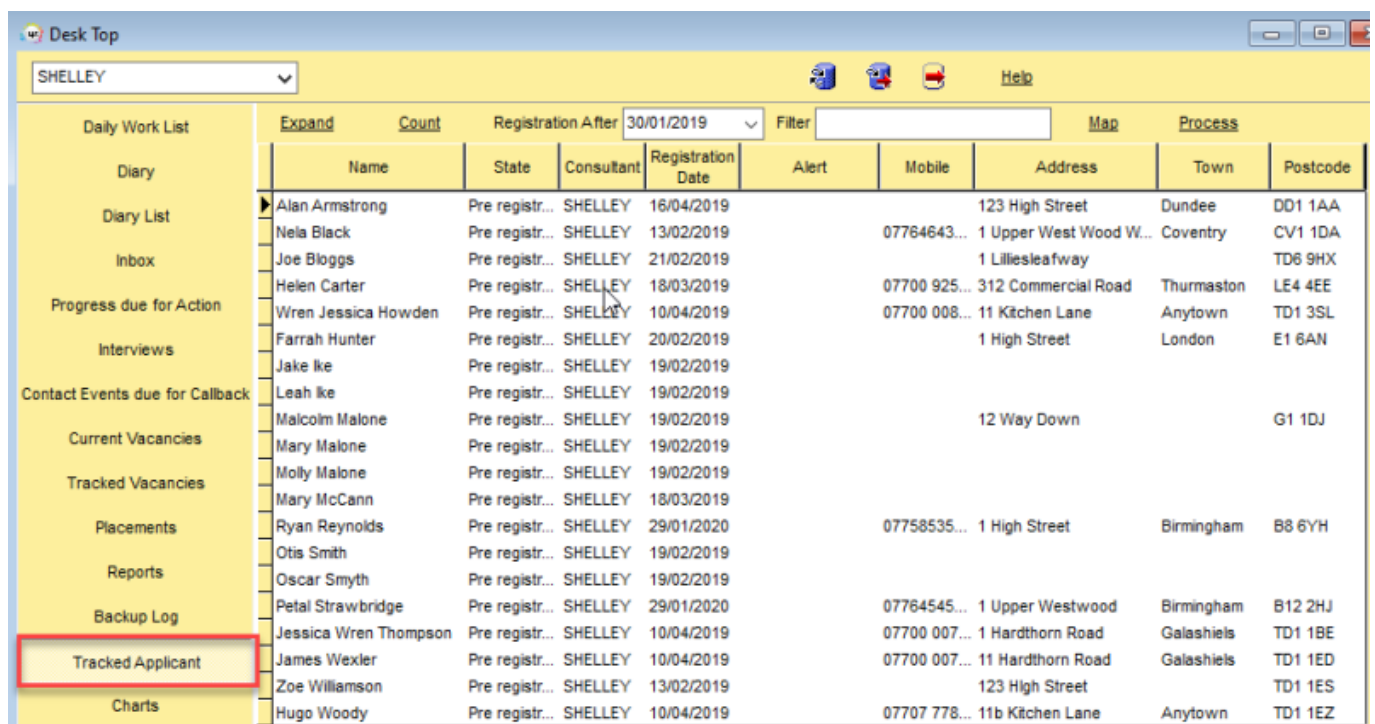 Desk Top
SHELLEY Help
Expand Count Registration After 30/01/2019 Filter Map Process
Name State Consultant Registration Date Alert Mobile Address Town Postcode
Daily Work List
Diary
Diary List
Inbox
Progress due for Action
Interviews
Contact Events due for Callback
Current Vacancies
Tracked Vacancies
Placements
Reports
Backup Log
Tracked Applicant
Charts
Alan Armstrong Pre registr... SHELLEY 16/04/2019 123 High Street Dundee DD1 1AA
Nela Black Pre registr... SHELLEY 13/02/2019 07764643... 1 Upper West Wood W... Coventry CV1 1DA
Joe Bloggs Pre registr... SHELLEY 21/02/2019 1 Lilliesleafway TD6 9HX
Helen Carter Pre registr... SHELLEY 18/03/2019 07700 925... 312 Commercial Road Thurmaston LE4 4EE
Wren Jessica Howden Pre registr... SHELLEY 10/04/2019 07700 008... 11 Kitchen Lane Anytown TD1 3SL
Farrah Hunter Pre registr... SHELLEY 20/02/2019 1 High Street London E1 6AN
Jake Ike Pre registr... SHELLEY 19/02/2019
Leah Ike Pre registr... SHELLEY 19/02/2019
Malcolm Malone Pre registr... SHELLEY 19/02/2019 12 Way Down G1 1DJ
Mary Malone Pre registr... SHELLEY 19/02/2019
Molly Malone Pre registr... SHELLEY 19/02/2019
Mary McCann Pre registr... SHELLEY 18/03/2019
Ryan Reynolds Pre registr... SHELLEY 29/01/2020 07758535... 1 High Street Birmingham B8 6YH
Otis Smith Pre registr... SHELLEY 19/02/2019
Oscar Smyth Pre registr... SHELLEY 19/02/2019
Petal Strawbridge Pre registr... SHELLEY 29/01/2020 07764545... 1 Upper Westwood Birmingham B12 2HJ
Jessica Wren Thompson Pre registr... SHELLEY 10/04/2019 07700 007... 1 Hardthorn Road Galashiels TD1 1BE
James Wexler Pre registr... SHELLEY 10/04/2019 07700 007... 11 Hardthorn Road Galashiels TD1 1ED
Zoe Williamson Pre registr... SHELLEY 13/02/2019 123 HIgh Street TD1 1ES
Hugo Woody Pre registr... SHELLEY 10/04/2019 07707 778... 11b Kitchen Lane Anytown TD1 1EZ